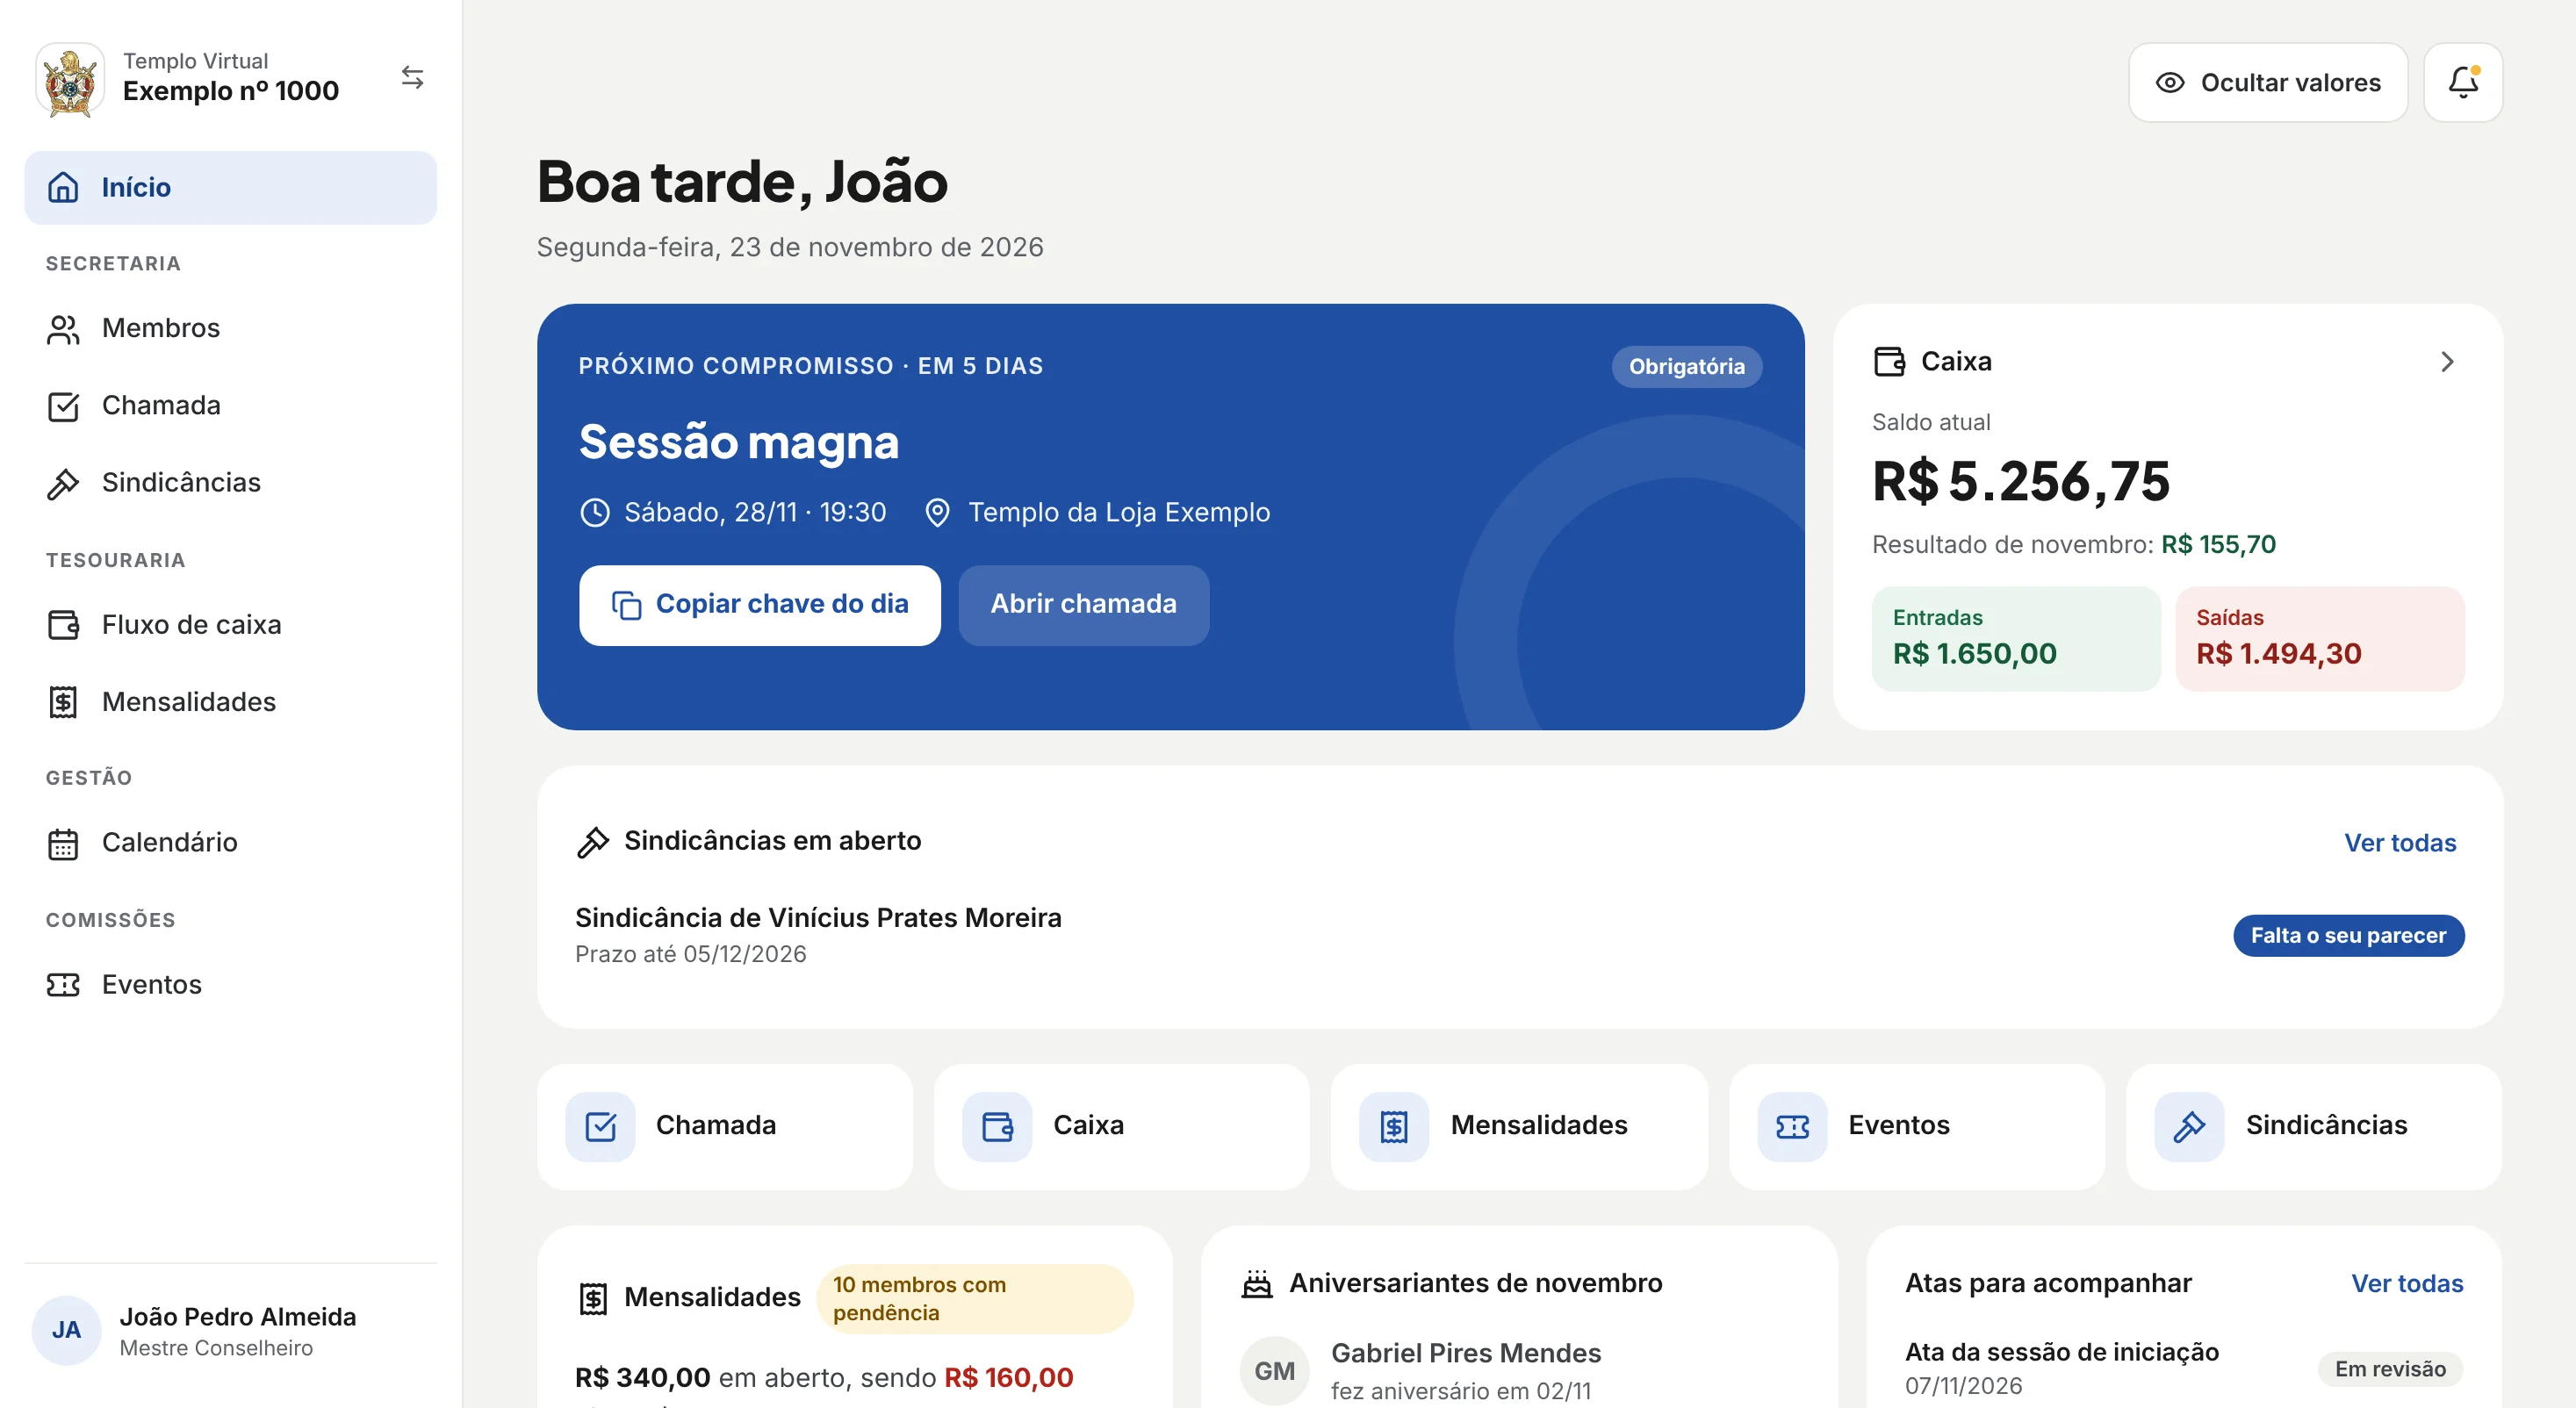 Templo Virtual
Exemplo nº 1000
Início
SECRETARIA
Membros
Chamada
Sindicâncias
TESOURARIA
Fluxo de caixa
Mensalidades
GESTÃO
Calendário
COMISSÕES
Eventos
JA
João Pedro Almeida
Mestre Conselheiro
Ocultar valores
Boa tarde, João
Segunda-feira, 23 de novembro de 2026
PRÓXIMO COMPROMISSO · EM 5 DIAS
Obrigatória
Sessão magna
Sábado, 28/11 · 19:30
Templo da Loja Exemplo
Copiar chave do dia
Abrir chamada
Caixa
Saldo atual
R$ 5.256,75
Resultado de novembro: R$ 155,70
Entradas
R$ 1.650,00
Saídas
R$ 1.494,30
Sindicâncias em aberto
Ver todas
Sindicância de Vinícius Prates Moreira
Prazo até 05/12/2026
Falta o seu parecer
Chamada
Caixa
Mensalidades
Eventos
Sindicâncias
Mensalidades
10 membros com
pendência
R$ 340,00 em aberto, sendo R$ 160,00
Aniversariantes de novembro
GM
Gabriel Pires Mendes
fez aniversário em 02/11
Atas para acompanhar
Ver todas
Ata da sessão de iniciação
07/11/2026
Em revisão